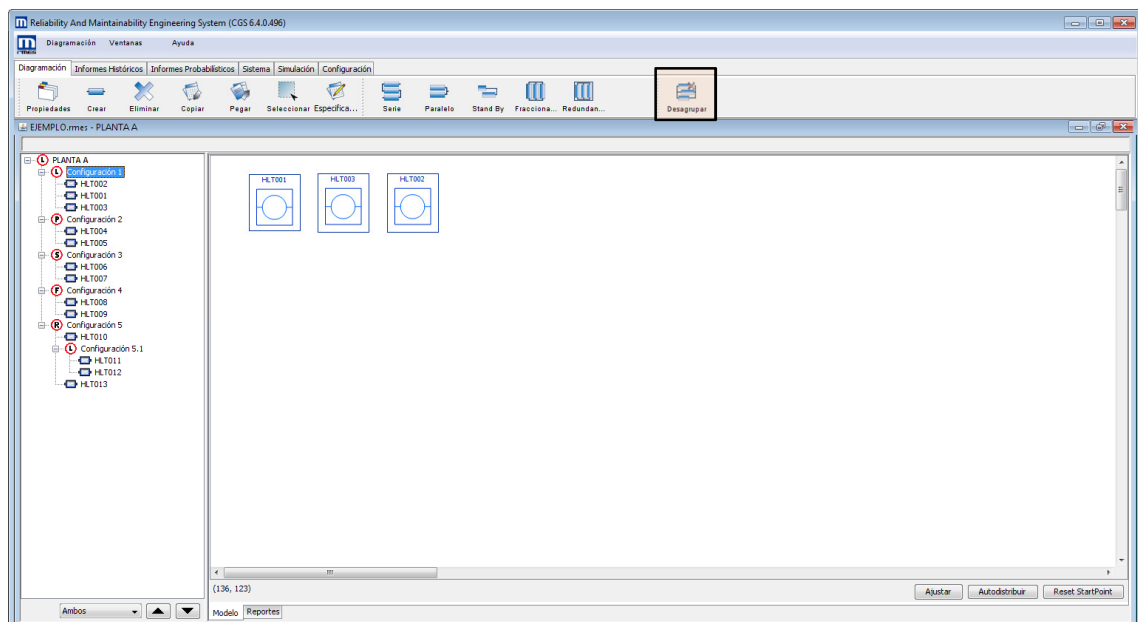 Reliability And Maintainability Engineering System (CGS 6.4.0.496)
rmes Diagramación Ventanas Ayuda
Diagramación Informes Históricos Informes Probabilísticos Sistema Simulación Configuración
Propiedades Crear Eliminar Copiar Pegar Seleccionar Especifica... Serie Paralelo Stand By Fracciona... Redundan... Desagrupar
EJEMPLO.rmes - PLANTA A
L PLANTA A
L Configuración 1
HLT002
HLT001
HLT003
P Configuración 2
HLT004
HLT005
S Configuración 3
HLT006
HLT007
F Configuración 4
HLT008
HLT009
R Configuración 5
HLT010
L Configuración 5.1
HLT011
HLT012
HLT013
HLT001 HLT003 HLT002
(136, 123)
Ajustar Autodistribuir Reset StartPoint
Ambos
Modelo Reportes